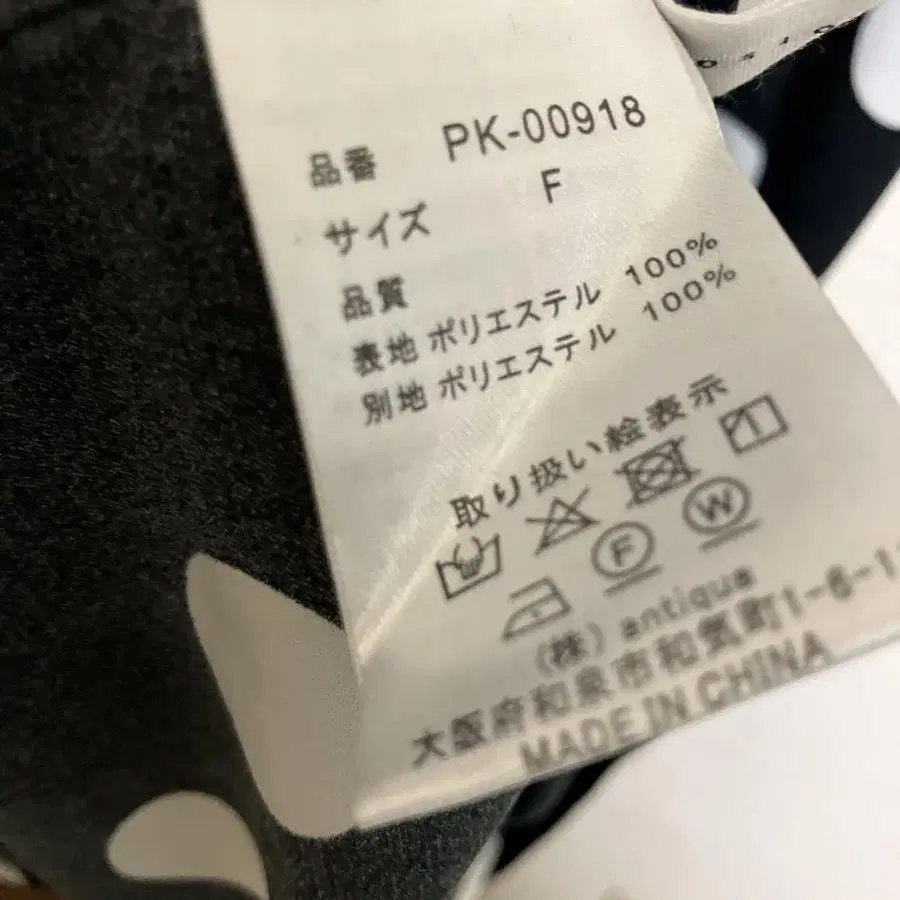 品番 PK-00918
サイズ F
品質
表地 ポリエステル 100%
別地 ポリエステル 100%
取り扱い絵表示
F W
(株) antiqua
大阪府和泉市和気町1-6-1
MADE IN CHINA